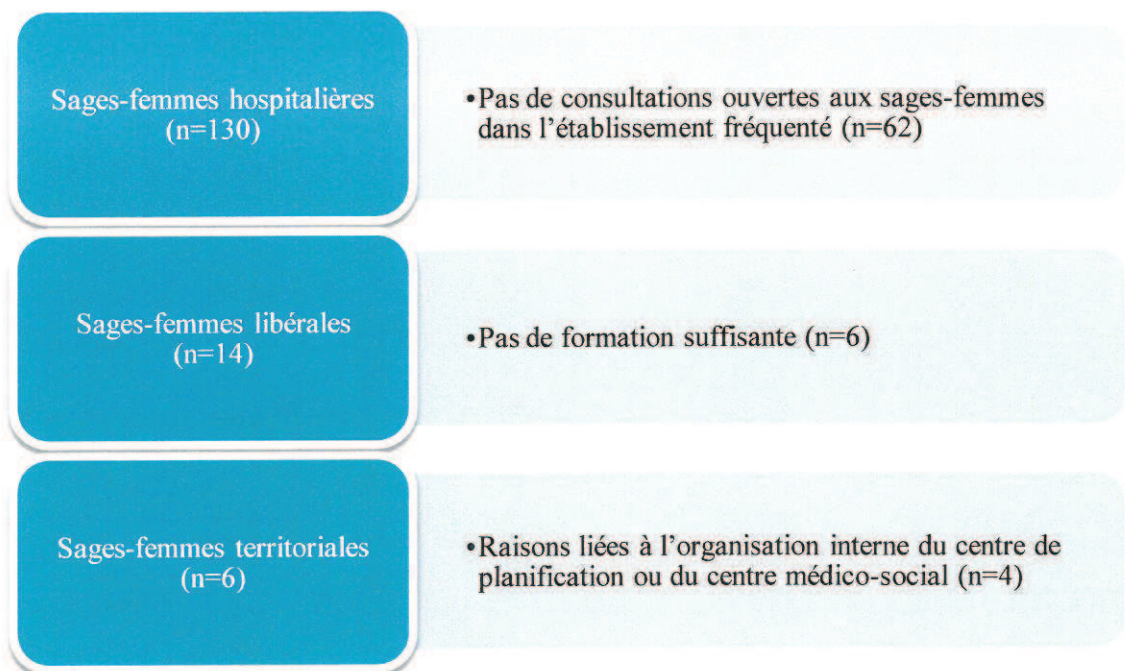 Sages-femmes hospitalières
(n=130)
•Pas de consultations ouvertes aux sages-femmes
dans l'établissement fréquenté (n=62)
Sages-femmes libérales
(n=14)
•Pas de formation suffisante (n=6)
Sages-femmes territoriales
(n=6)
•Raisons liées à l'organisation interne du centre de
planification ou du centre médico-social (n=4)